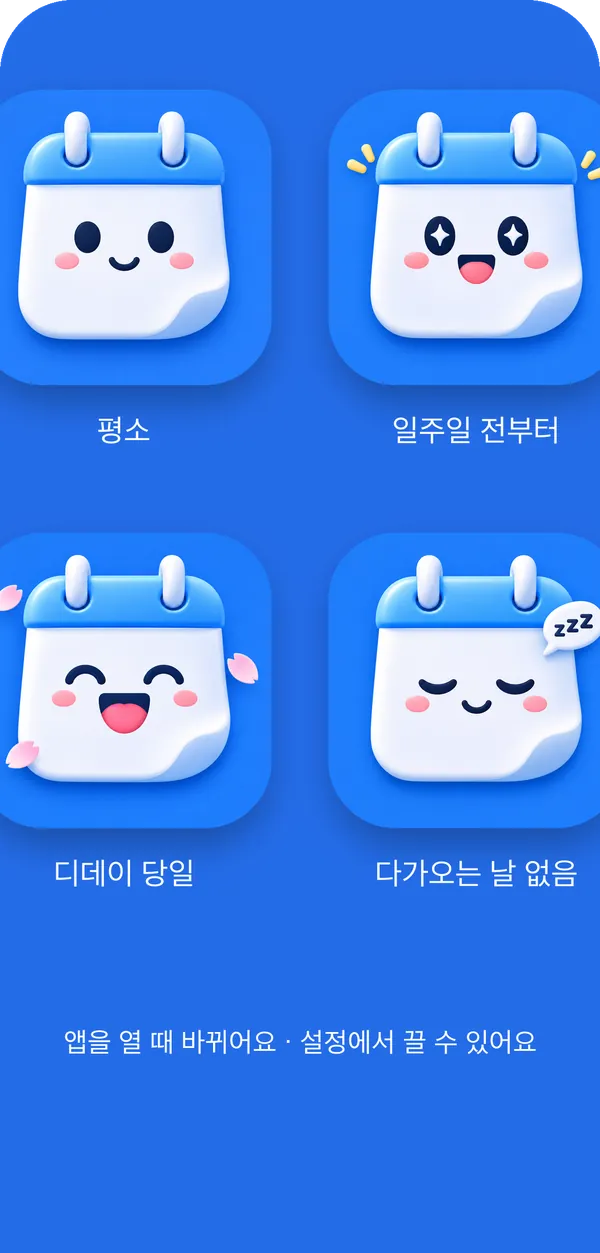 평소
일주일 전부터
zzz
디데이 당일
다가오는 날 없음
앱을 열 때 바뀌어요 · 설정에서 끌 수 있어요